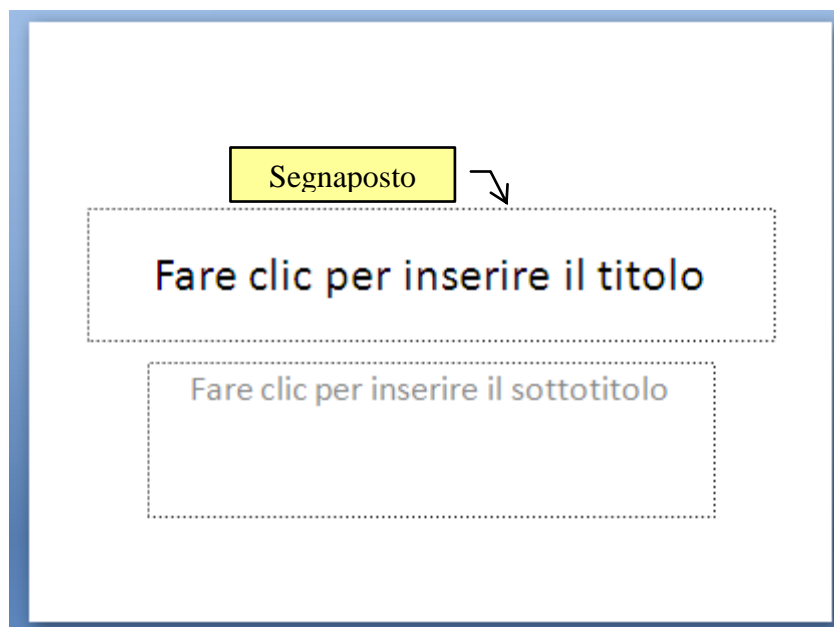 Segnaposto
Fare clic per inserire il titolo
Fare clic per inserire il sottotitolo